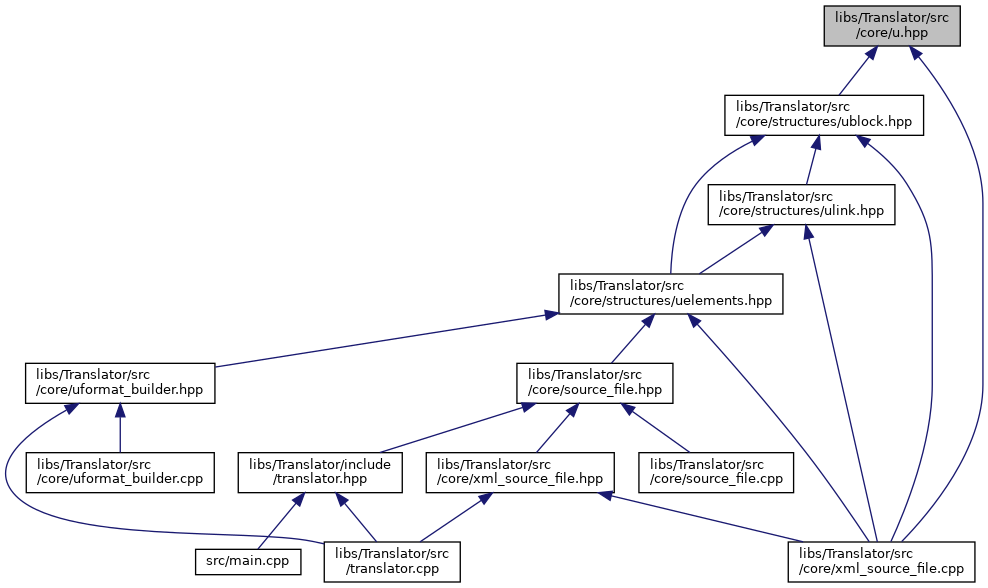 libs/Translator/src
/core/u.hpp
libs/Translator/src
/core/structures/ublock.hpp
libs/Translator/src
/core/structures/ulink.hpp
libs/Translator/src
/core/structures/uelements.hpp
libs/Translator/src
/core/uformat_builder.hpp
libs/Translator/src
/core/source_file.hpp
libs/Translator/src
/core/uformat_builder.cpp
libs/Translator/include
/translator.hpp
libs/Translator/src
/core/xml_source_file.hpp
libs/Translator/src
/core/source_file.cpp
src/main.cpp
libs/Translator/src
/translator.cpp
libs/Translator/src
/core/xml_source_file.cpp